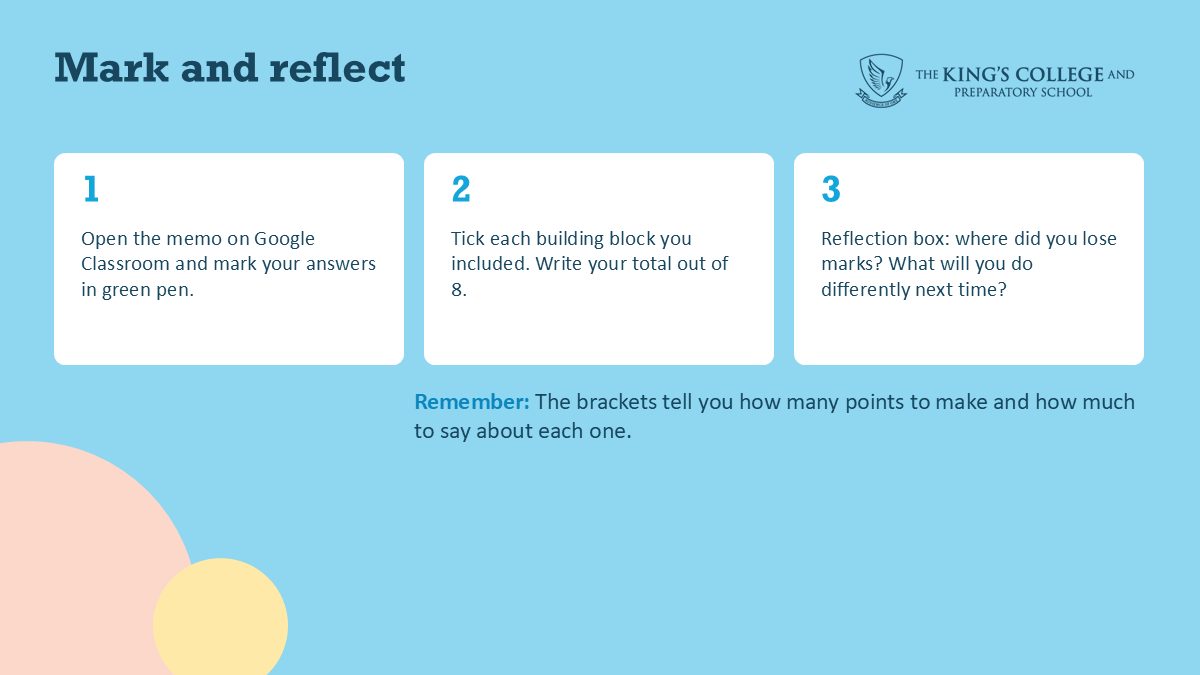 Mark and reflect
THE KING'S COLLEGE AND
PREPARATORY SCHOOL
1
Open the memo on Google
Classroom and mark your answers
in green pen.
2
Tick each building block you
included. Write your total out of
8.
3
Reflection box: where did you lose
marks? What will you do
differently next time?
Remember: The brackets tell you how many points to make and how much
to say about each one.